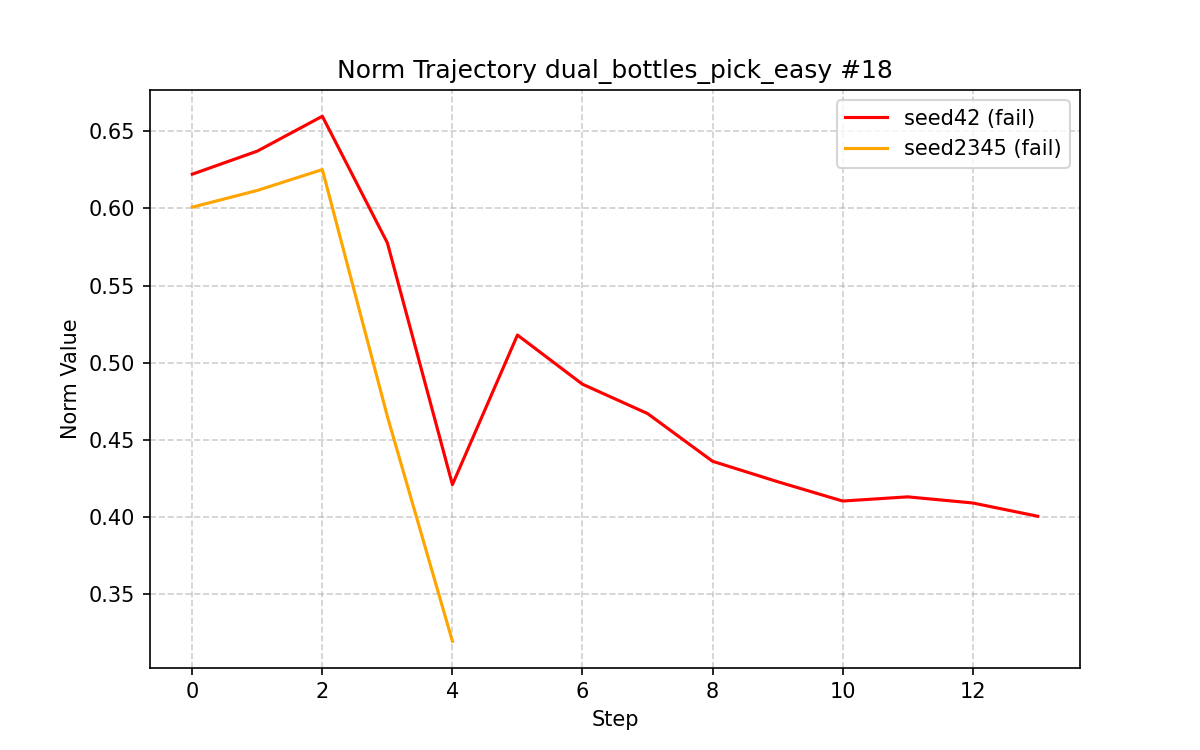 Norm Trajectory dual_bottles_pick_easy #18
seed42 (fail)
seed2345 (fail)
Norm Value
0.65
0.60
0.55
0.50
0.45
0.40
0.35
0 2 4 6 8 10 12
Step